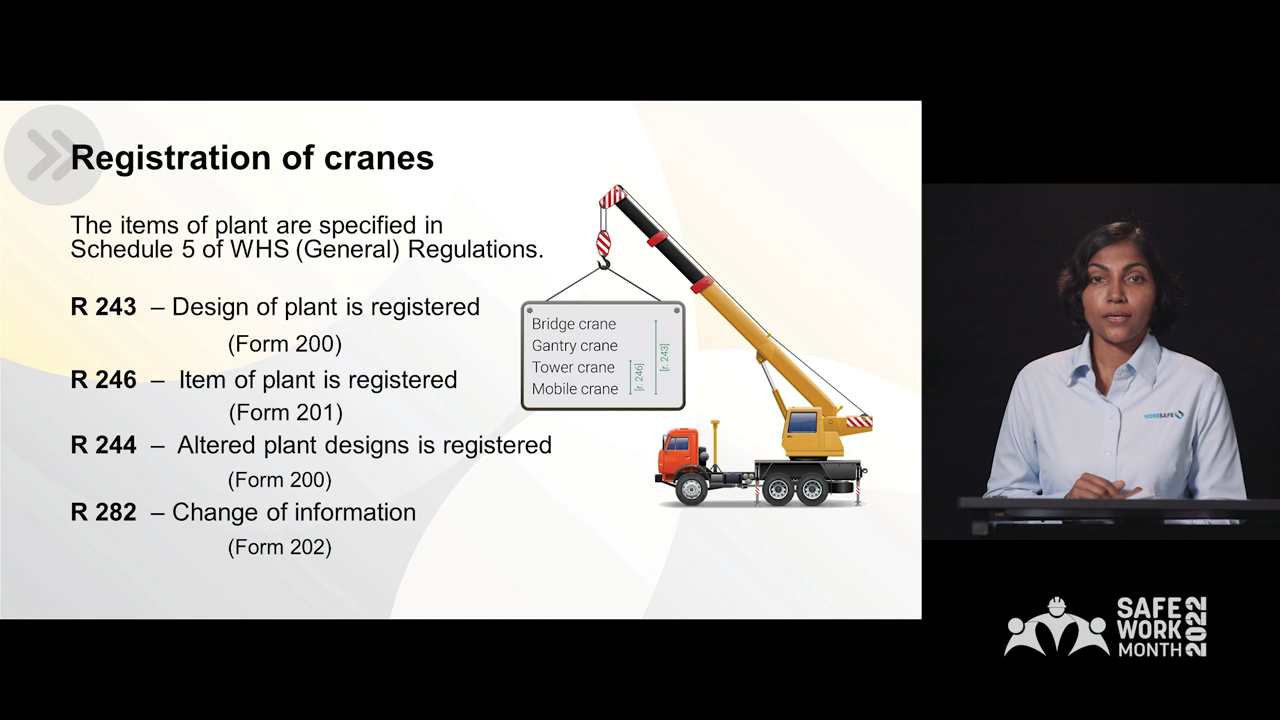 Registration of cranes
The items of plant are specified in
Schedule 5 of WHS (General) Regulations.
R 243 – Design of plant is registered
(Form 200)
R 246 – Item of plant is registered
(Form 201)
R 244 – Altered plant designs is registered
(Form 200)
R 282 – Change of information
(Form 202)
Bridge crane
Gantry crane
Tower crane
Mobile crane
[r. 246]
[r. 243]
WORKSAFE
SAFE
WORK
MONTH
2022